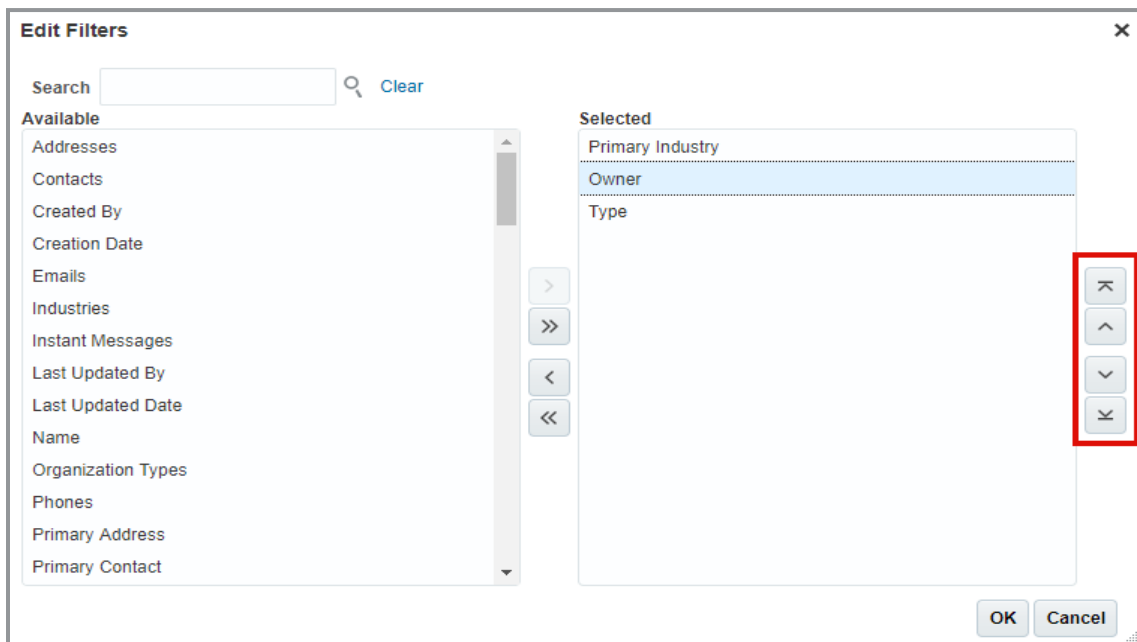 Edit Filters
Search
Clear
Available
Selected
Addresses
Contacts
Created By
Creation Date
Emails
Industries
Instant Messages
Last Updated By
Last Updated Date
Name
Organization Types
Phones
Primary Address
Primary Contact
Primary Industry
Owner
Type
OK
Cancel